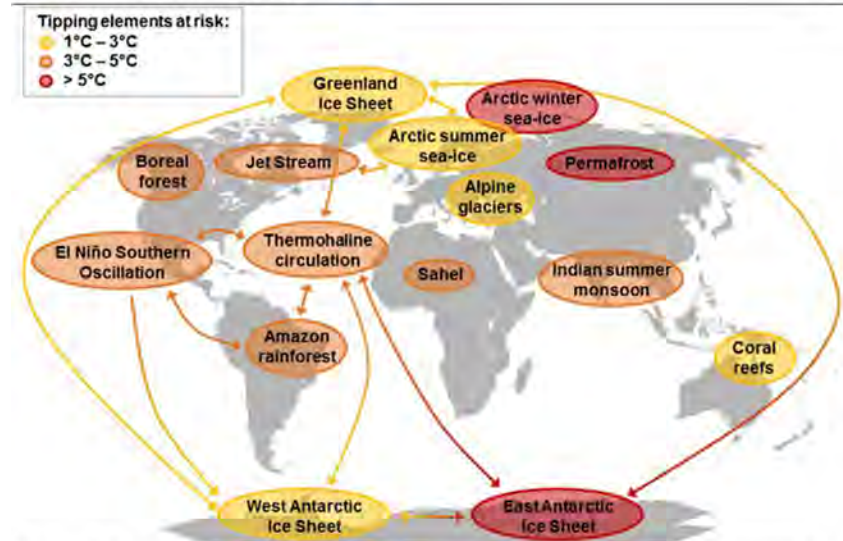 Tipping elements at risk:
1°C – 3°C
3°C – 5°C
> 5°C
Greenland
Ice Sheet
Arctic winter
sea-ice
Arctic summer
sea-ice
Boreal
forest
Jet Stream
Permafrost
Alpine
glaciers
El Niño Southern
Oscillation
Thermohaline
circulation
Sahel
Indian summer
monsoon
Amazon
rainforest
Coral
reefs
West Antarctic
Ice Sheet
East Antarctic
Ice Sheet